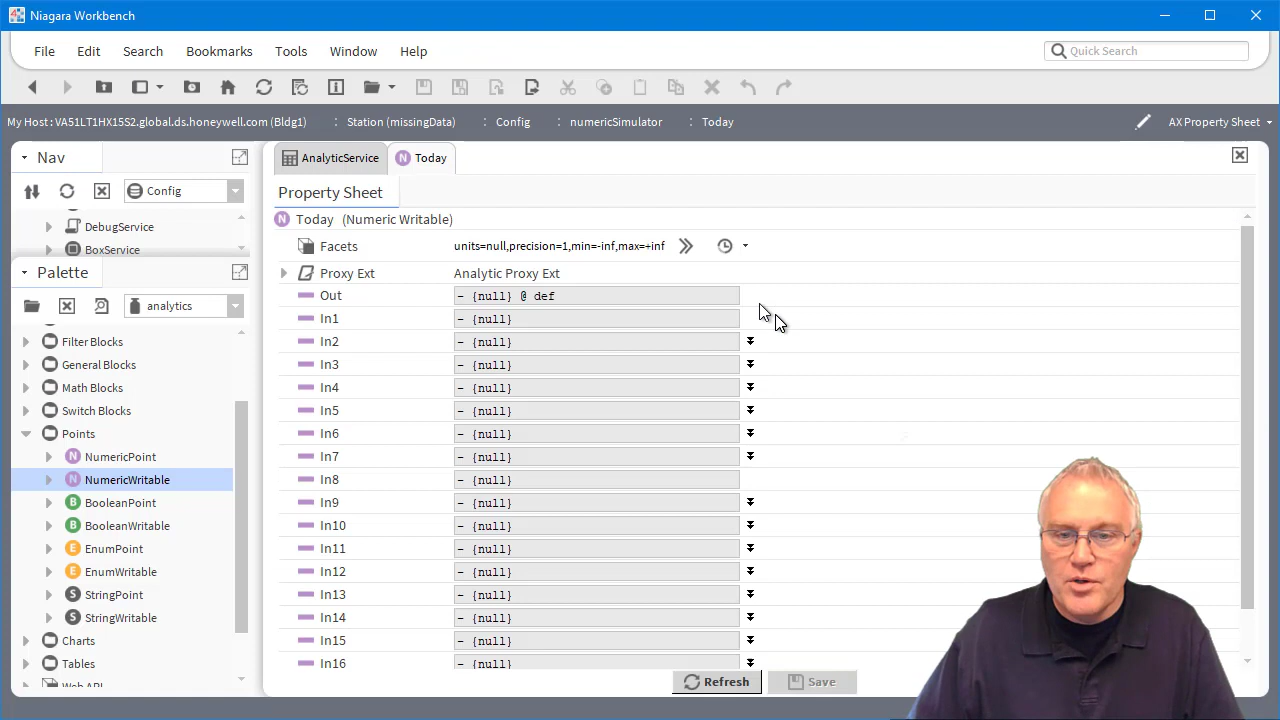 Niagara Workbench
File Edit Search Bookmarks Tools Window Help
Quick Search
My Host : VA51LT1HX15S2.global.ds.honeywell.com (Bldg1) : Station (missingData) : Config : numericSimulator : Today
AX Property Sheet
Nav
Config
DebugService
BoxService
Palette
analytics
Filter Blocks
General Blocks
Math Blocks
Switch Blocks
Points
NumericPoint
NumericWritable
BooleanPoint
BooleanWritable
EnumPoint
EnumWritable
StringPoint
StringWritable
Charts
Tables
Web API
AnalyticService
Today
Property Sheet
Today (Numeric Writable)
Facets units=null,precision=1,min=-inf,max=+inf
Proxy Ext Analytic Proxy Ext
Out - {null} @ def
In1 - {null}
In2 - {null}
In3 - {null}
In4 - {null}
In5 - {null}
In6 - {null}
In7 - {null}
In8 - {null}
In9 - {null}
In10 - {null}
In11 - {null}
In12 - {null}
In13 - {null}
In14 - {null}
In15 - {null}
In16 - {null}
Refresh Save